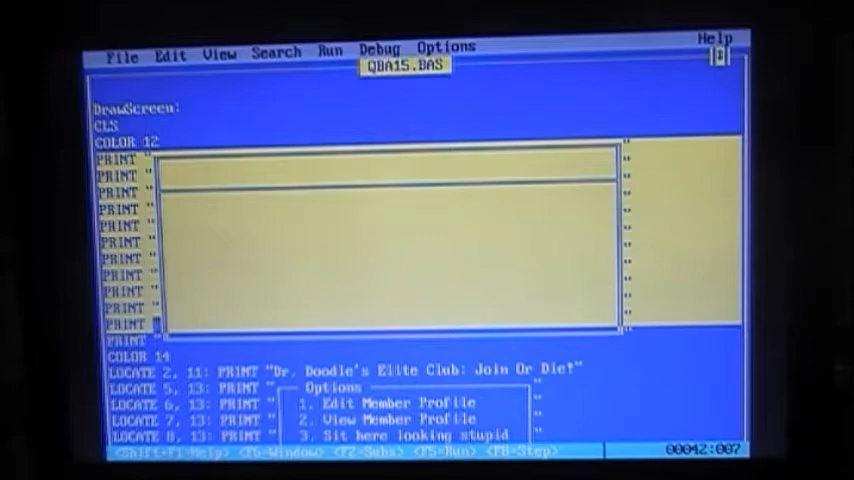 File Edit View Search Run Debug Options Help
QBA15.BAS
DrawScreen:
CLS
COLOR 12
PRINT "                                                "
PRINT "                                                "
PRINT "                                                "
PRINT "                                                "
PRINT "                                                "
PRINT "                                                "
PRINT "                                                "
PRINT "                                                "
PRINT "                                                "
PRINT "                                                "
PRINT "                                                "
PRINT "                                                "
COLOR 14
LOCATE 2, 11: PRINT "Dr. Doodle's Elite Club: Join Or Die!"
LOCATE 5, 13: PRINT " Options "
LOCATE 6, 13: PRINT " 1. Edit Member Profile "
LOCATE 7, 13: PRINT " 2. View Member Profile "
LOCATE 8, 13: PRINT " 3. Sit here looking stupid "
<Shift+F1=Help> <F6=Window> <F2=Subs> <F5=Run> <F8=Step> 00042:007